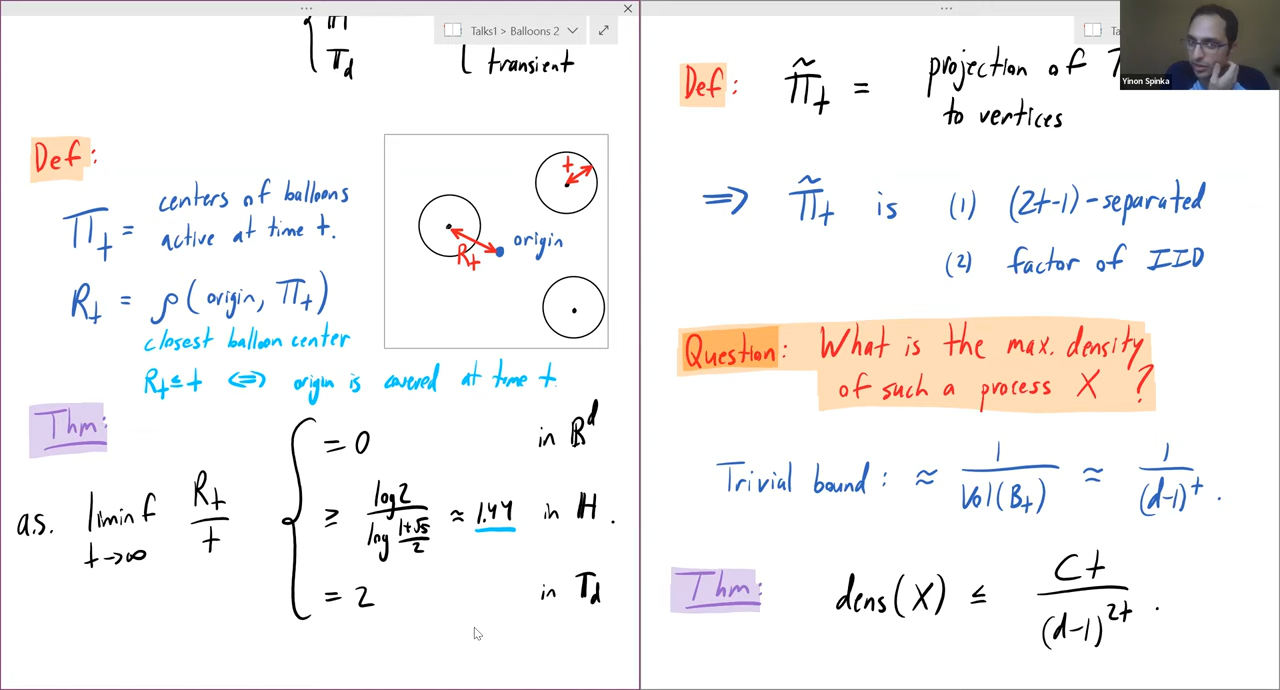 Talks1 > Balloons 2
𝕋_d
transient
Def:
Π_t = centers of balloons
active at time t.
R_t = ρ(origin, Π_t)
closest balloon center
R_t ≤ t ⟺ origin is covered at time t.
t
R_t
origin
Thm:
a.s. liminf_{t→∞} R_t/t
= 0 in ℝ^d
≥ log2 / log((1+√5)/2) ≈ 1.44 in ℍ.
= 2 in 𝕋_d
Yinon Spinka
Def: Π̃_t = projection of
to vertices
⟹ Π̃_t is (1) (2t-1)-separated
(2) factor of IID
Question: What is the max. density
of such a process X ?
Trivial bound: ≈ 1/Vol(B_t) ≈ 1/(d-1)^t.
Thm: dens(X) ≤ Ct/(d-1)^{2t}.